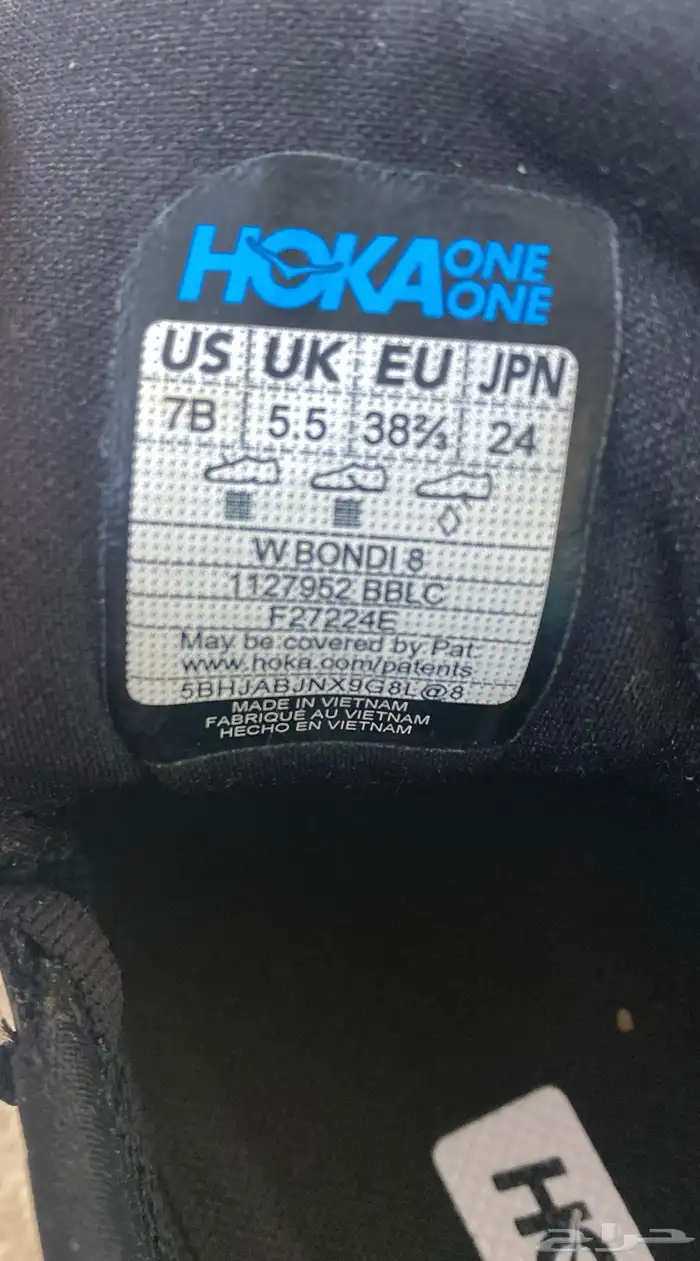 HOKA ONE ONE
US UK EU JPN
7B 5.5 38⅔ 24
W BONDI 8
1127952 BBLC
F27224E
May be covered by Pat.
www.hoka.com/patents
5BHJABJNX9G8L@8
MADE IN VIETNAM
FABRIQUÉ AU VIETNAM
HECHO EN VIETNAM
حراج